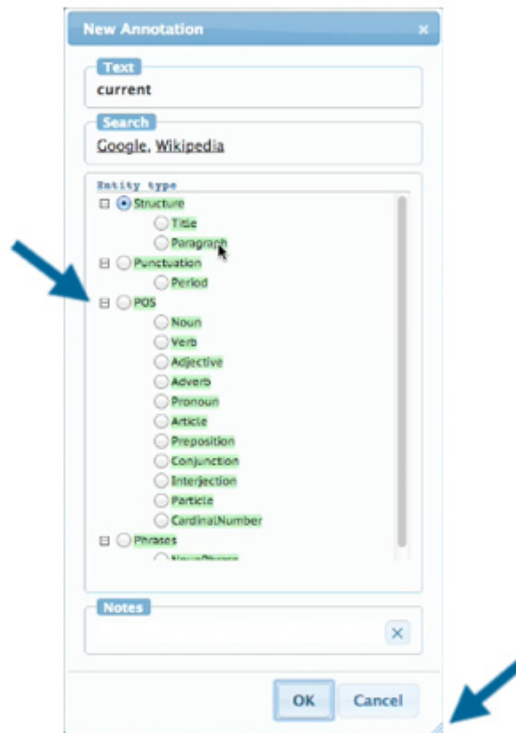 New Annotation
Text
current
Search
Google, Wikipedia
Entity type
Structure
Title
Paragraph
Punctuation
Period
POS
Noun
Verb
Adjective
Adverb
Pronoun
Article
Preposition
Conjunction
Interjection
Particle
CardinalNumber
Phrases
NounPhrase
Notes
OK Cancel